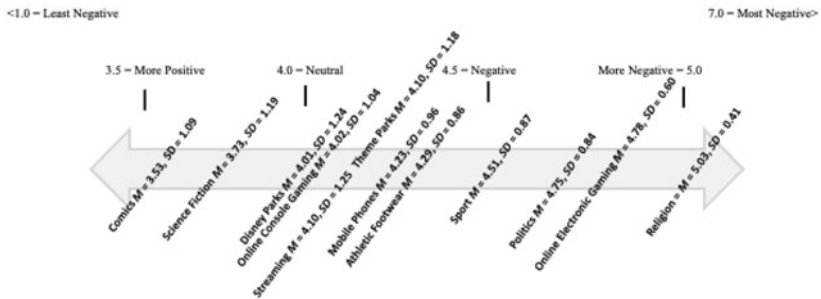 <1.0 = Least Negative
7.0 = Most Negative>
3.5 = More Positive
4.0 = Neutral
4.5 = Negative
More Negative = 5.0
Comics M = 3.53, SD = 1.09
Science Fiction M = 3.73, SD = 1.19
Disney Parks M = 4.01, SD = 1.24
Online Console Gaming M = 4.02, SD = 1.04
Streaming M = 4.10, SD = 1.25 Theme Parks M = 4.10, SD = 1.18
Mobile Phones M = 4.23, SD = 0.96
Athletic Footwear M = 4.29, SD = 0.86
Sport M = 4.51, SD = 0.87
Politics M = 4.75, SD = 0.84
Online Electronic Gaming M = 4.78, SD = 0.60
Religion = M = 5.03, SD = 0.41